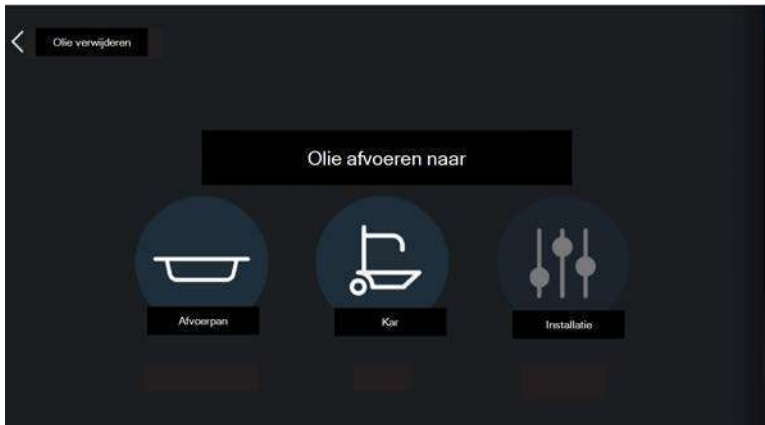 Olie verwijderen
Olie afvoeren naar
Afvoerpan
Kar
Installatie